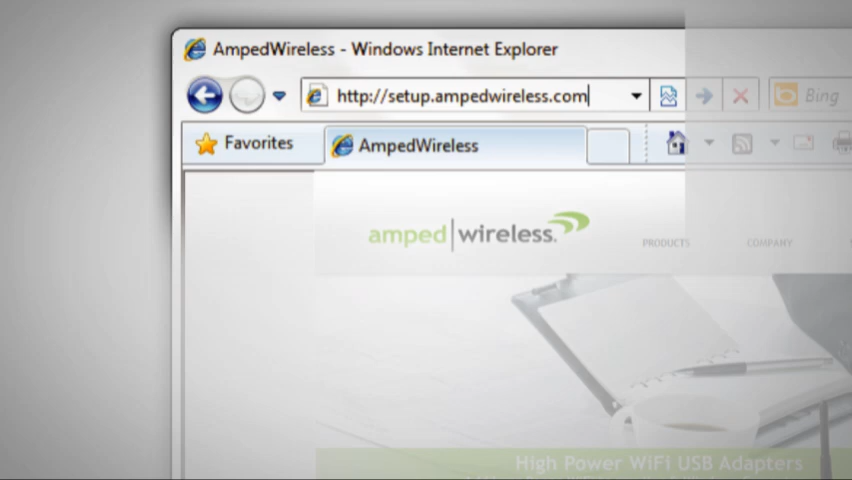 AmpedWireless - Windows Internet Explorer
http://setup.ampedwireless.com
Bing
Favorites
AmpedWireless
amped|wireless.
PRODUCTS
COMPANY
High Power WiFi USB Adapters